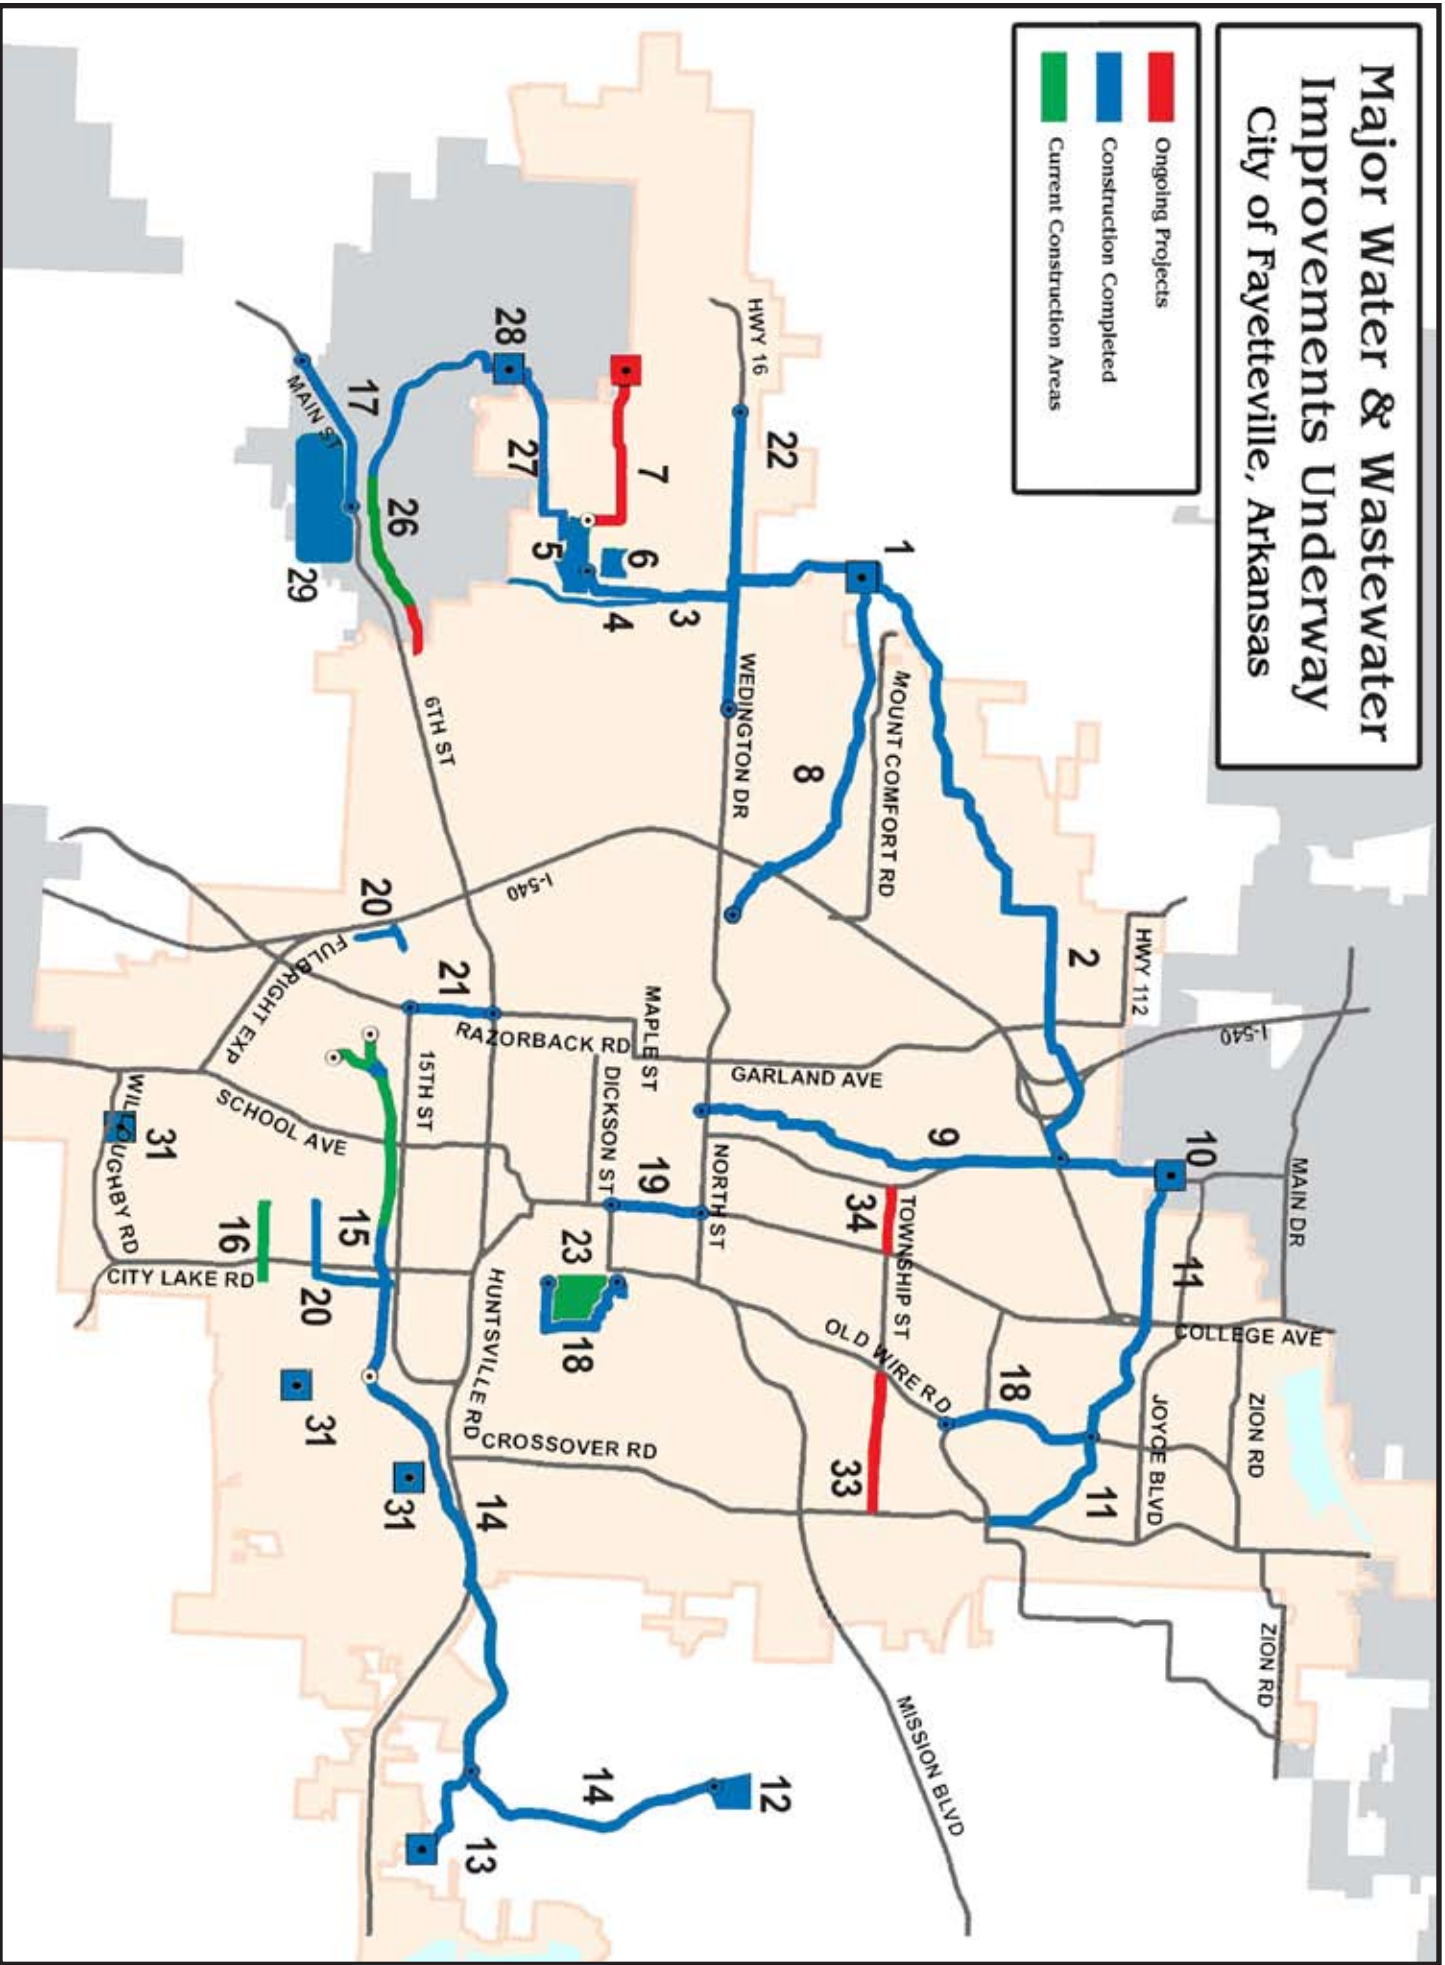 Major Water & Wastewater
Improvements Underway
City of Fayetteville, Arkansas
Ongoing Projects
Construction Completed
Current Construction Areas
MAIN DR
I-540
HWY 112
10
11
COLLEGE AVE
ZION RD
ZION RD
JOYCE BLVD
2
18
11
1
MOUNT COMFORT RD
9
34
TOWNSHIP ST
OLD WIRE RD
33
MISSION BLVD
8
HWY 16
22
WEDINGTON DR
GARLAND AVE
NORTH ST
12
7
6
3
4
5
MAPLE ST
19
DICKSON ST
23
18
14
28
27
I-540
RAZORBACK RD
CROSSOVER RD
HUNTSVILLE RD
14
13
6TH ST
21
15TH ST
26
17
20
15
31
MAIN ST
29
FULBRIGHT EXP
SCHOOL AVE
20
31
16
31
WILLOUGHBY RD
CITY LAKE RD